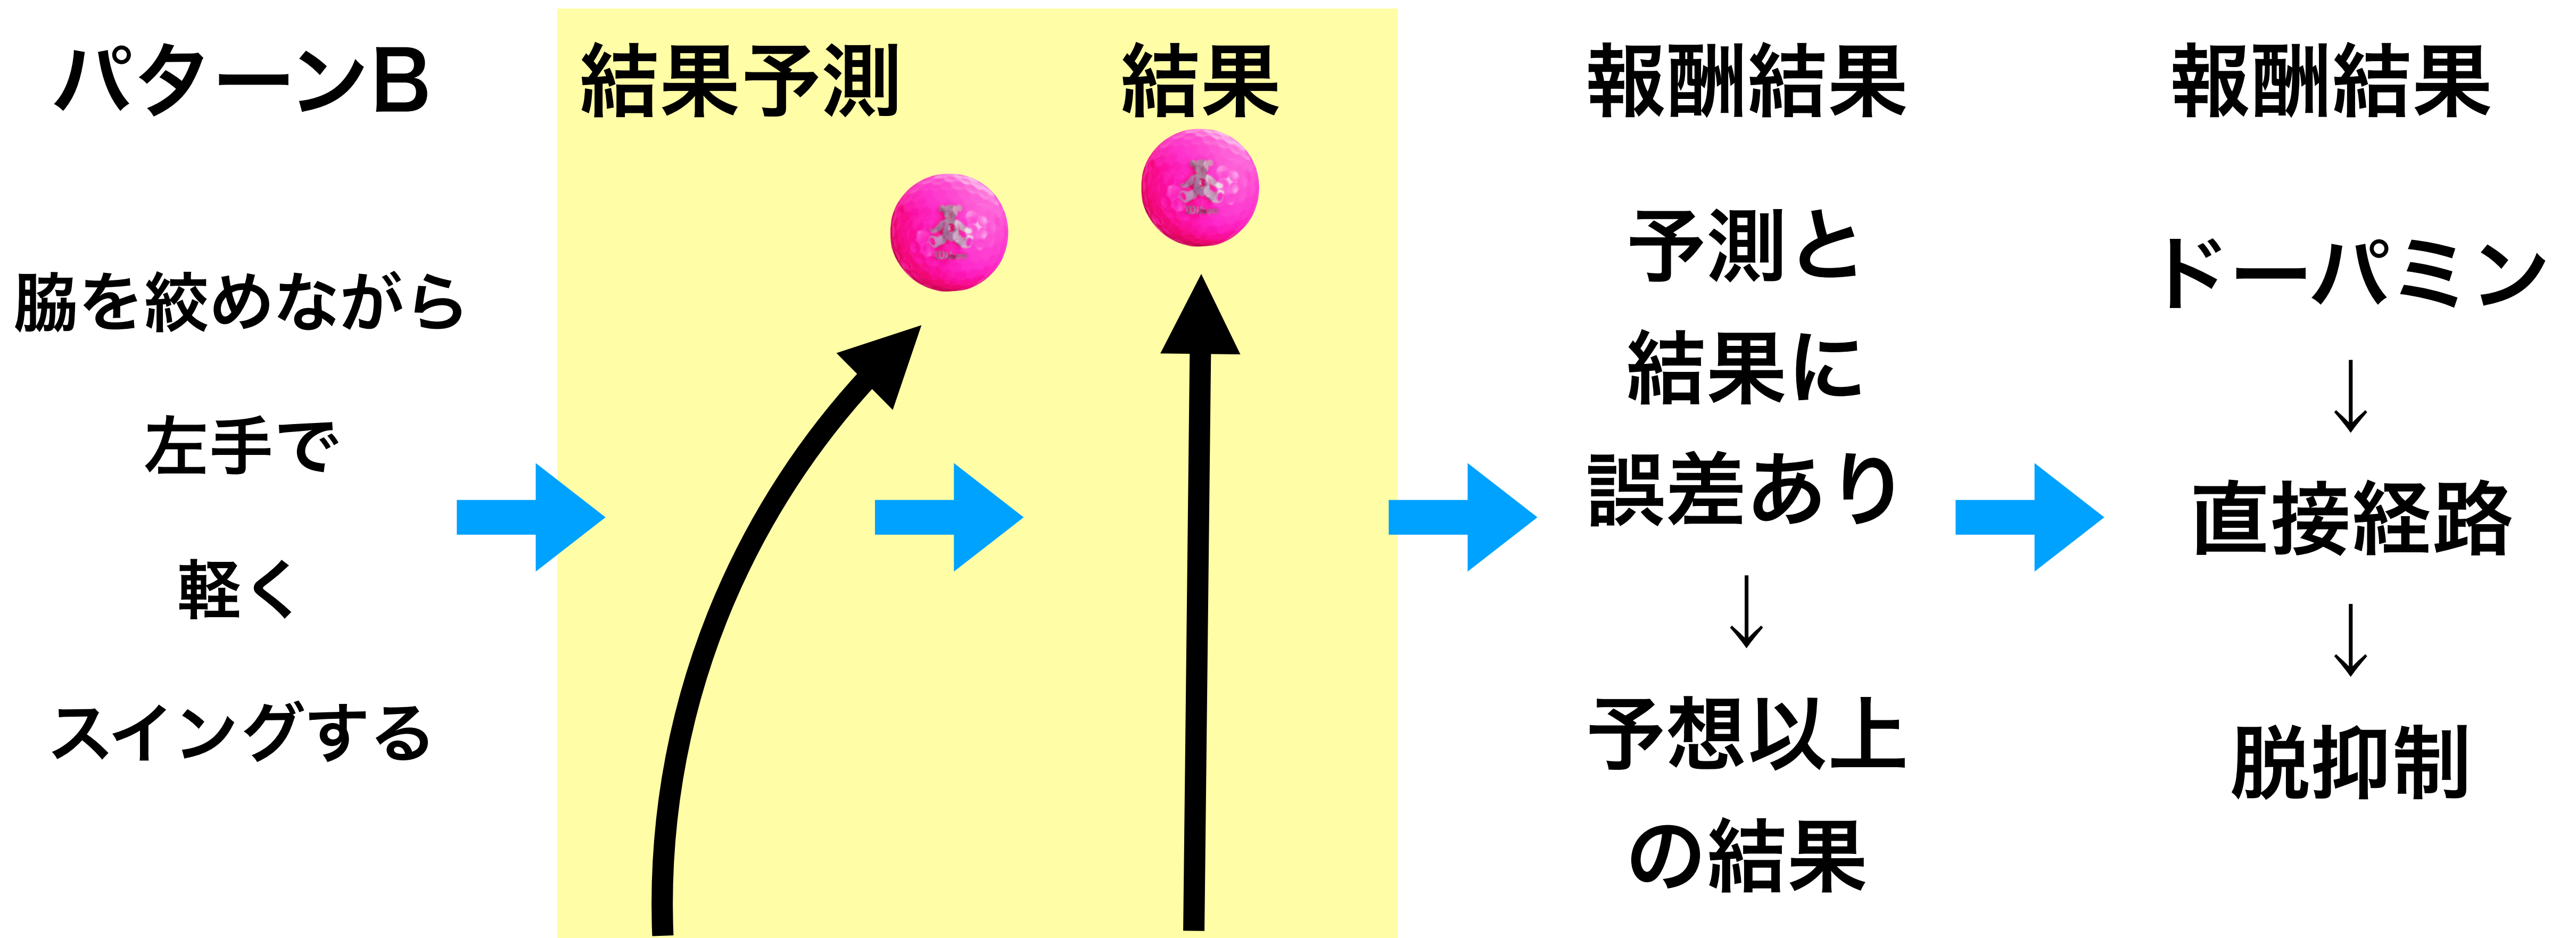 パターンB
脇を絞めながら
左手で
軽く
スイングする
結果予測
結果
報酬結果
予測と
結果に
誤差あり
↓
予想以上
の結果
報酬結果
ドーパミン
↓
直接経路
↓
脱抑制